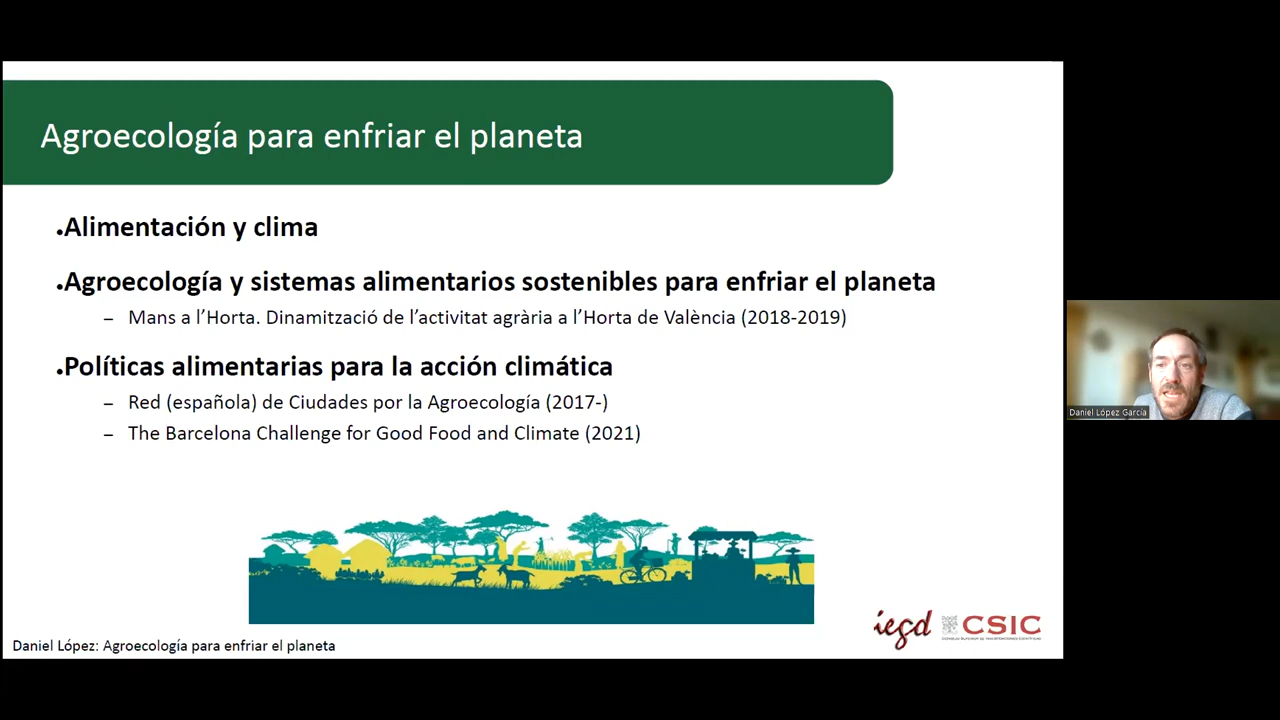 Agroecología para enfriar el planeta
•Alimentación y clima
•Agroecología y sistemas alimentarios sostenibles para enfriar el planeta
– Mans a l’Horta. Dinamització de l’activitat agrària a l’Horta de València (2018-2019)
•Políticas alimentarias para la acción climática
– Red (española) de Ciudades por la Agroecología (2017-)
– The Barcelona Challenge for Good Food and Climate (2021)
Daniel López García
iegd
CSIC
Daniel López: Agroecología para enfriar el planeta